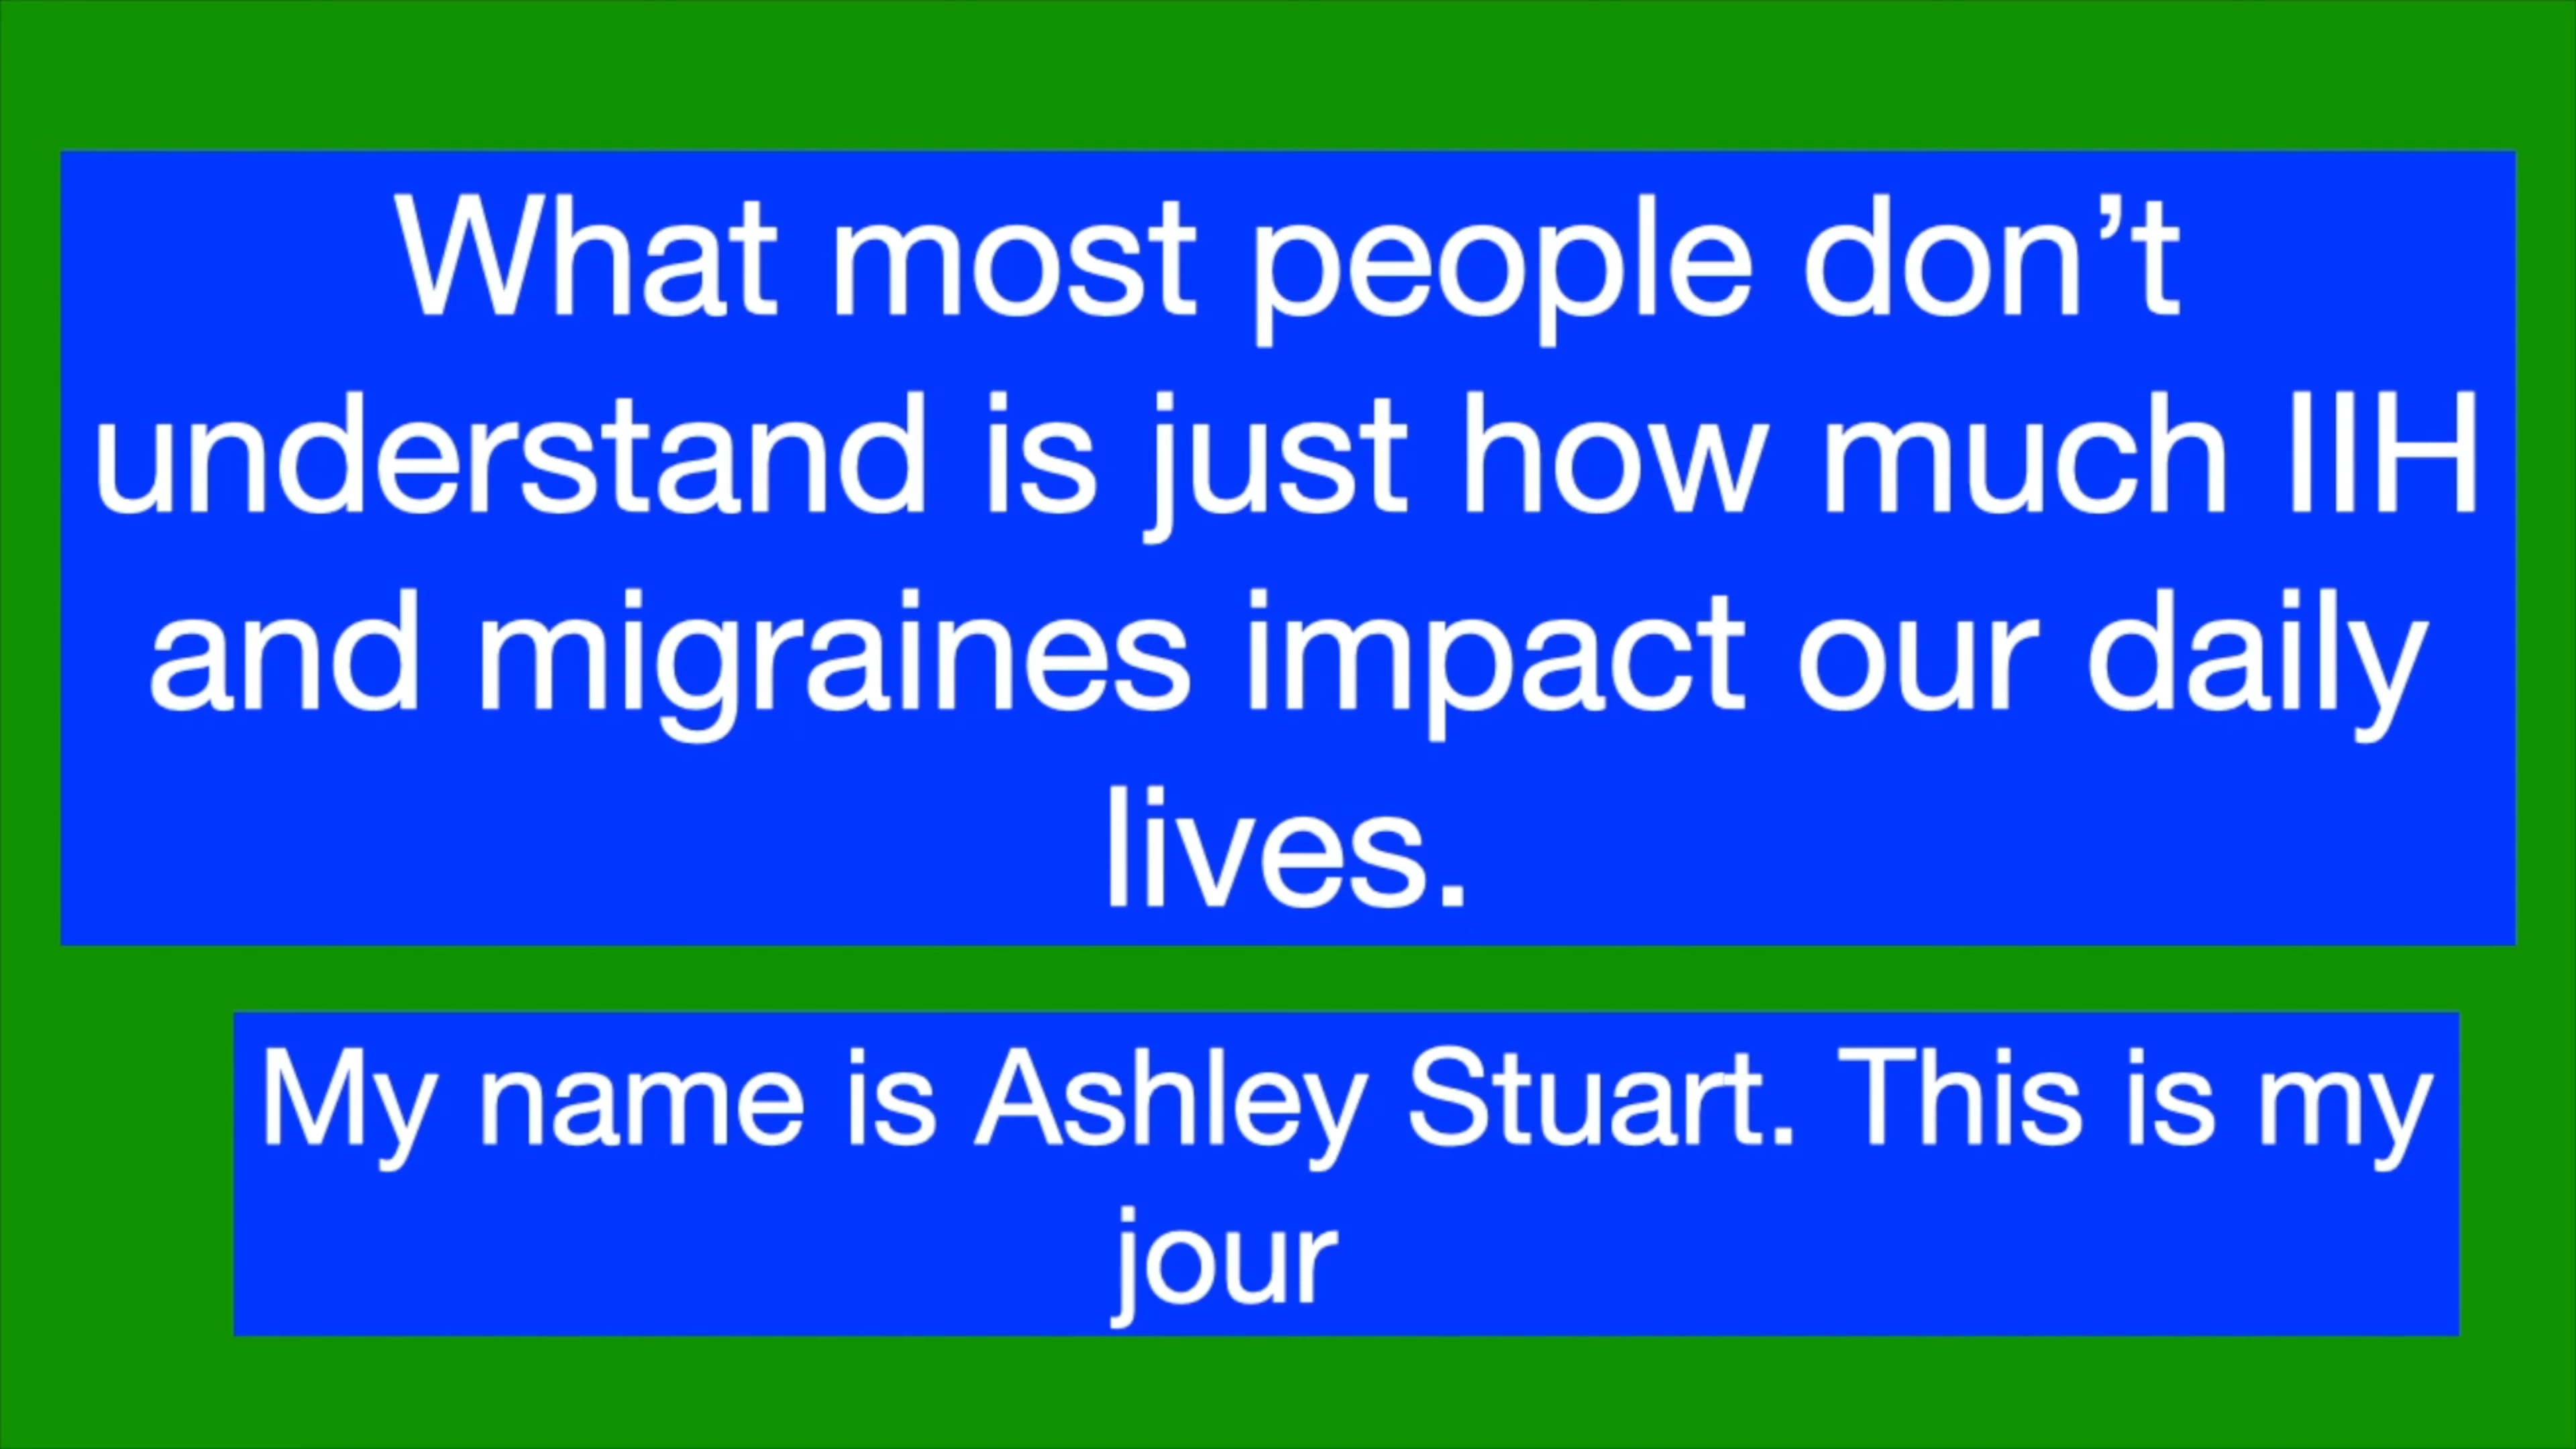 What most people don’t
understand is just how much IIH
and migraines impact our daily
lives.
My name is Ashley Stuart. This is my
jour